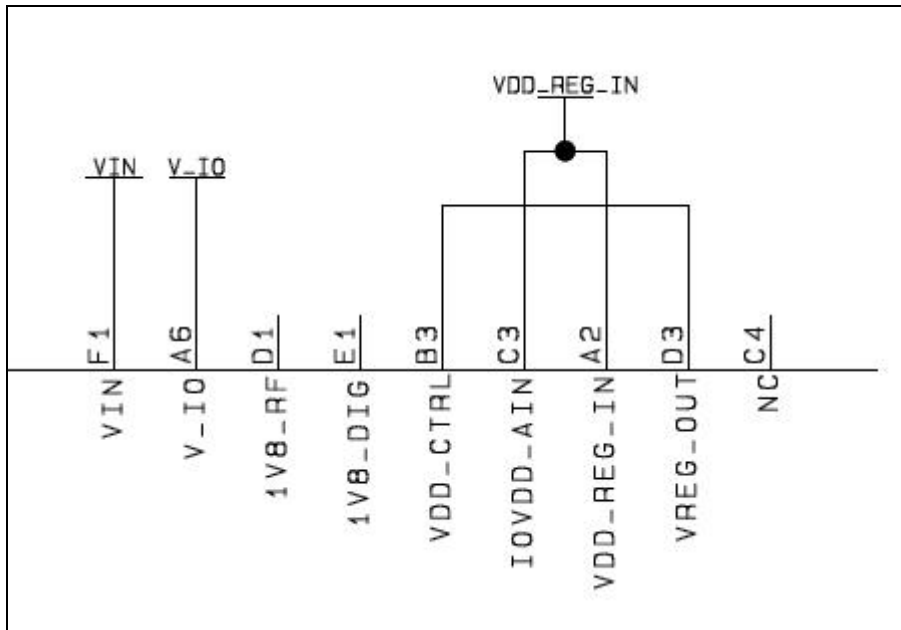 VDD_REG_IN
VIN
V_IO
F1
A6
D1
E1
B3
C3
A2
D3
C4
VIN
V_IO
1V8_RF
1V8_DIG
VDD_CTRL
IOVDD_AIN
VDD_REG_IN
VREG_OUT
NC